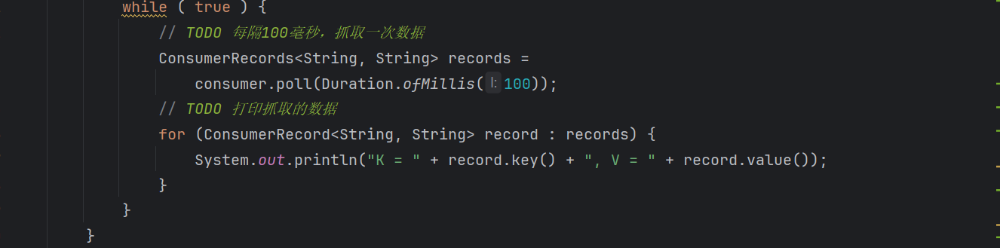 while ( true ) {
// TODO 每隔100毫秒，抓取一次数据
ConsumerRecords<String, String> records =
consumer.poll(Duration.ofMillis( l: 100));
// TODO 打印抓取的数据
for (ConsumerRecord<String, String> record : records) {
System.out.println("K = " + record.key() + ", V = " + record.value());
}
}
}